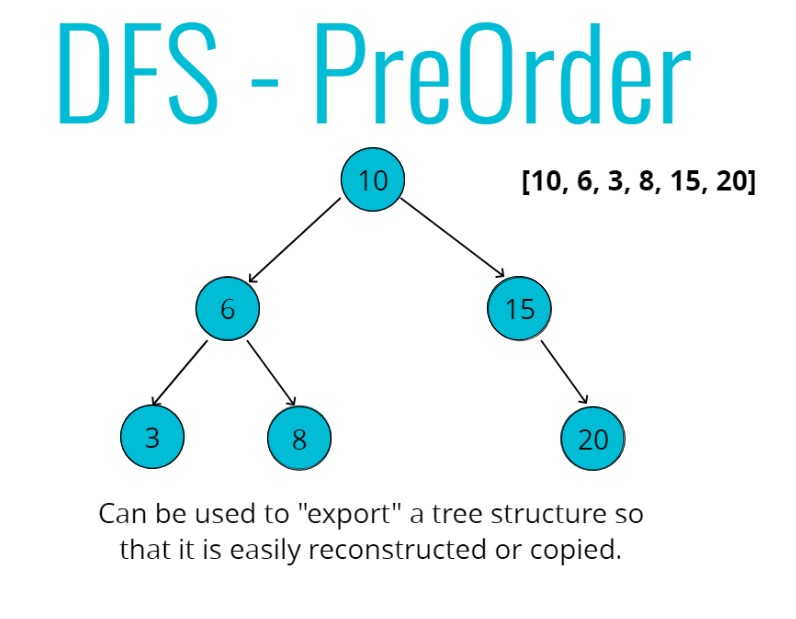 DFS - PreOrder
10
[10, 6, 3, 8, 15, 20]
6
15
3
8
20
Can be used to "export" a tree structure so
that it is easily reconstructed or copied.